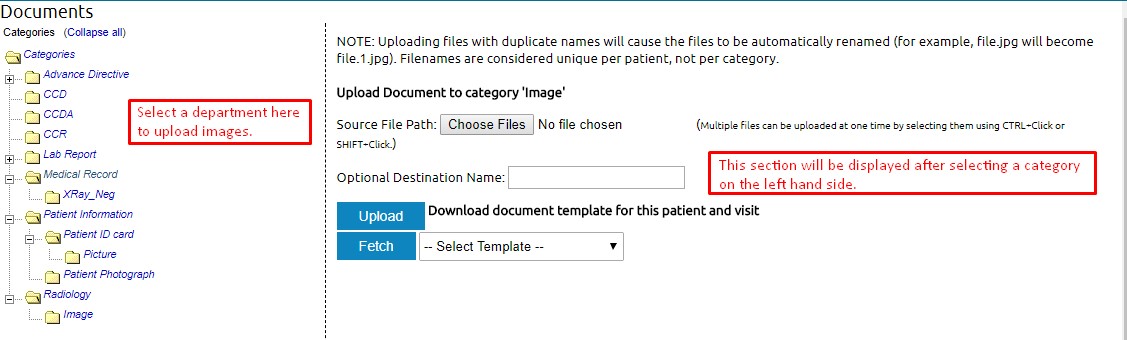 Documents
Categories (Collapse all)
Categories
Advance Directive
CCD
CCDA
CCR
Lab Report
Medical Record
XRay_Neg
Patient Information
Patient ID card
Picture
Patient Photograph
Radiology
Image
Select a department here
to upload images.
NOTE: Uploading files with duplicate names will cause the files to be automatically renamed (for example, file.jpg will become
file.1.jpg). Filenames are considered unique per patient, not per category.
Upload Document to category 'Image'
Source File Path: Choose Files No file chosen (Multiple files can be uploaded at one time by selecting them using CTRL+Click or
SHIFT+Click.)
This section will be displayed after selecting a category
on the left hand side.
Optional Destination Name:
Upload Download document template for this patient and visit
Fetch -- Select Template --